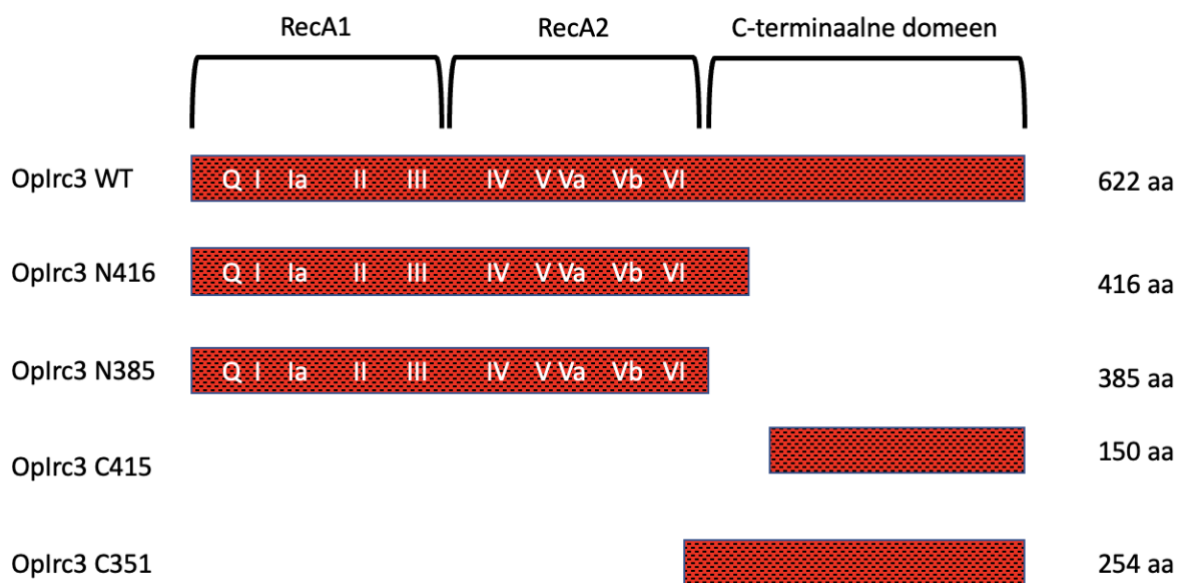 RecA1 RecA2 C-terminaalne domeen
OpIrc3 WT Q I Ia II III IV V Va Vb VI 622 aa
OpIrc3 N416 Q I Ia II III IV V Va Vb VI 416 aa
OpIrc3 N385 Q I Ia II III IV V Va Vb VI 385 aa
OpIrc3 C415 150 aa
OpIrc3 C351 254 aa